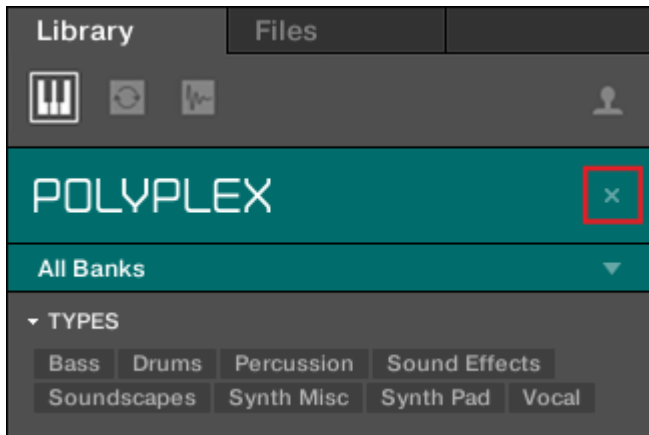 Library Files
POLYPLEX
All Banks
TYPES
Bass Drums Percussion Sound Effects
Soundscapes Synth Misc Synth Pad Vocal